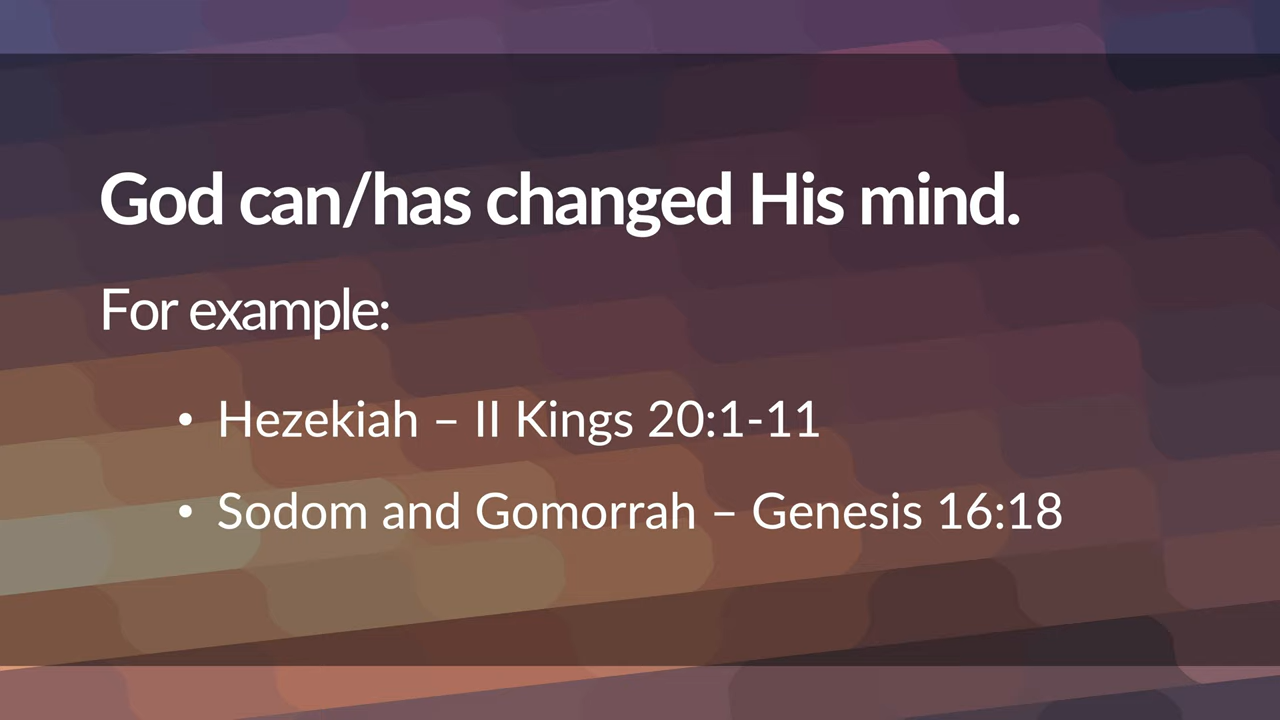 God can/has changed His mind.
For example:
• Hezekiah – II Kings 20:1-11
• Sodom and Gomorrah – Genesis 16:18